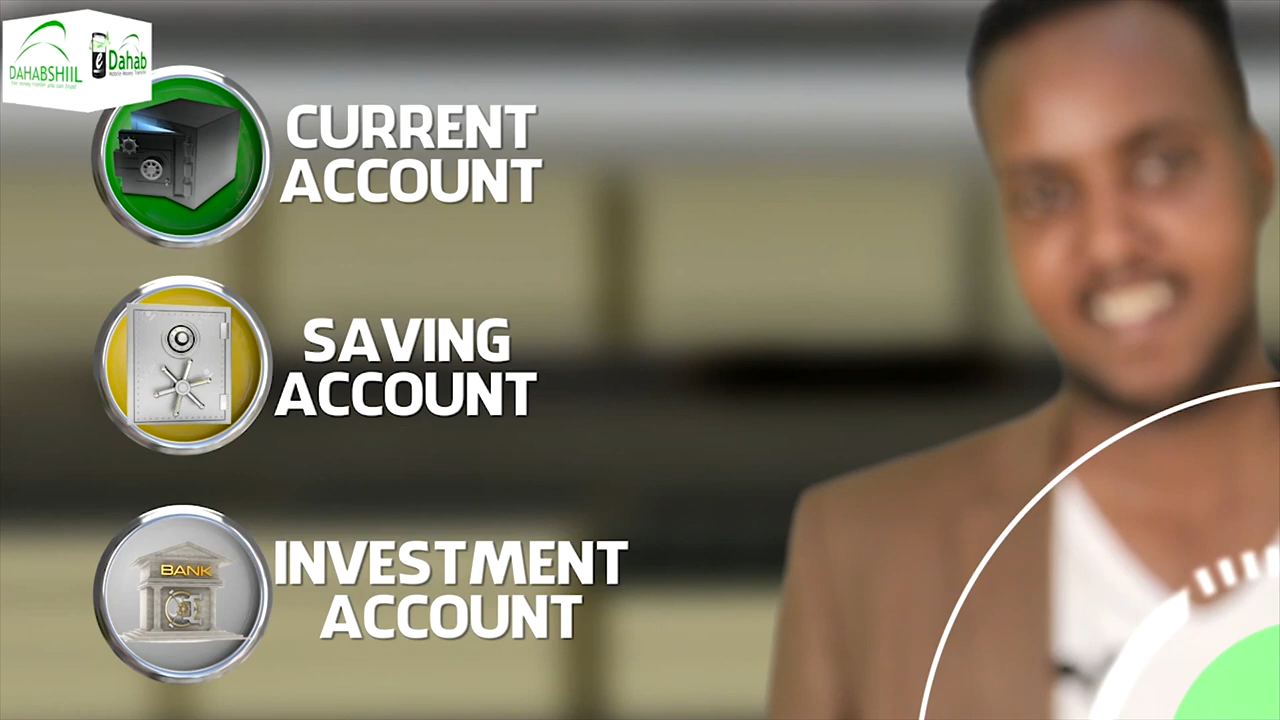 DAHABSHIIL
e Dahab
CURRENT
ACCOUNT
SAVING
ACCOUNT
BANK
INVESTMENT
ACCOUNT